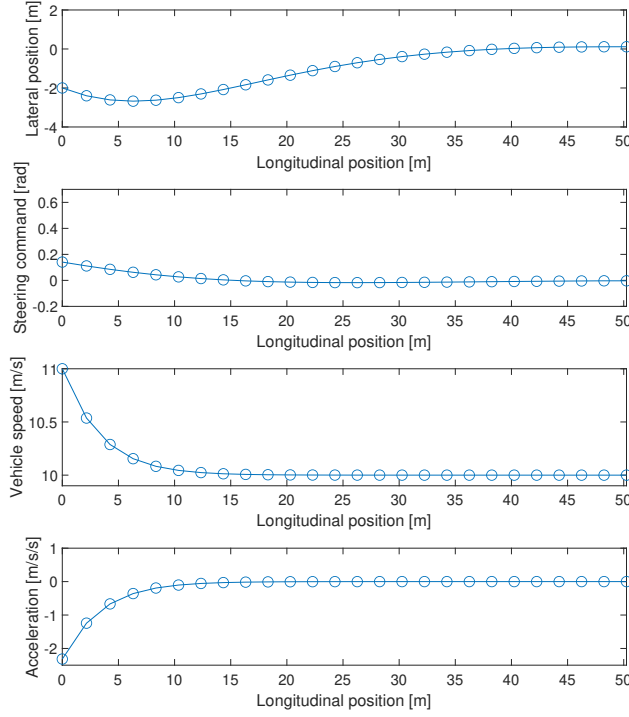 Lateral position [m]
2
0
-2
-4
0 5 10 15 20 25 30 35 40 45 50
Longitudinal position [m]
Steering command [rad]
0.6
0.4
0.2
0
-0.2
0 5 10 15 20 25 30 35 40 45 50
Longitudinal position [m]
Vehicle speed [m/s]
11
10.5
10
0 5 10 15 20 25 30 35 40 45 50
Longitudinal position [m]
Acceleration [m/s/s]
1
0
-1
-2
0 5 10 15 20 25 30 35 40 45 50
Longitudinal position [m]